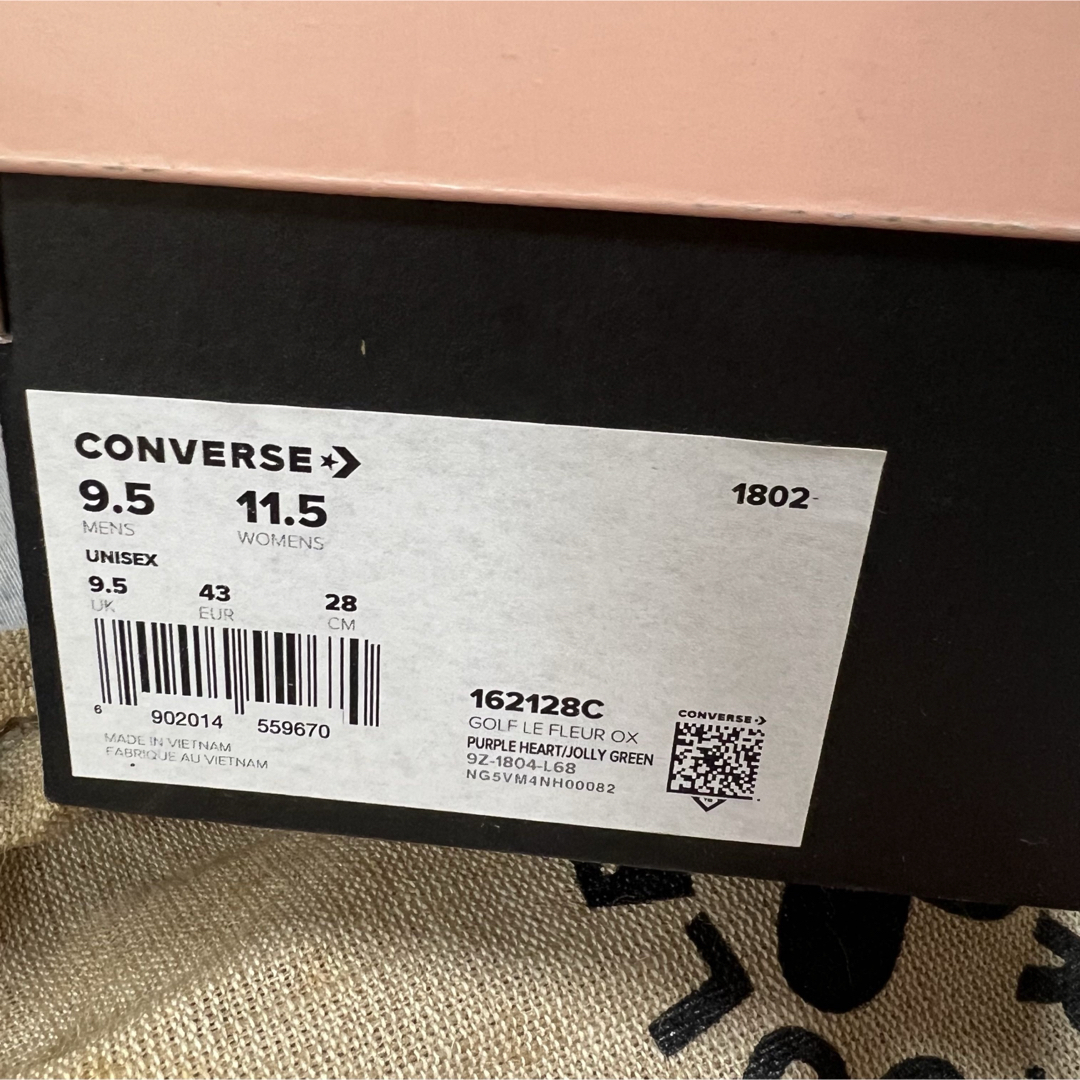 CONVERSE
9.5 11.5
MENS WOMENS
1802-
UNISEX
9.5 43 28
UK EUR CM
6 902014 559670
MADE IN VIETNAM
FABRIQUE AU VIETNAM
162128C
GOLF LE FLEUR OX
PURPLE HEART/JOLLY GREEN
9Z-1804-L68
NG5VM4NH00082
CONVERSE
TM